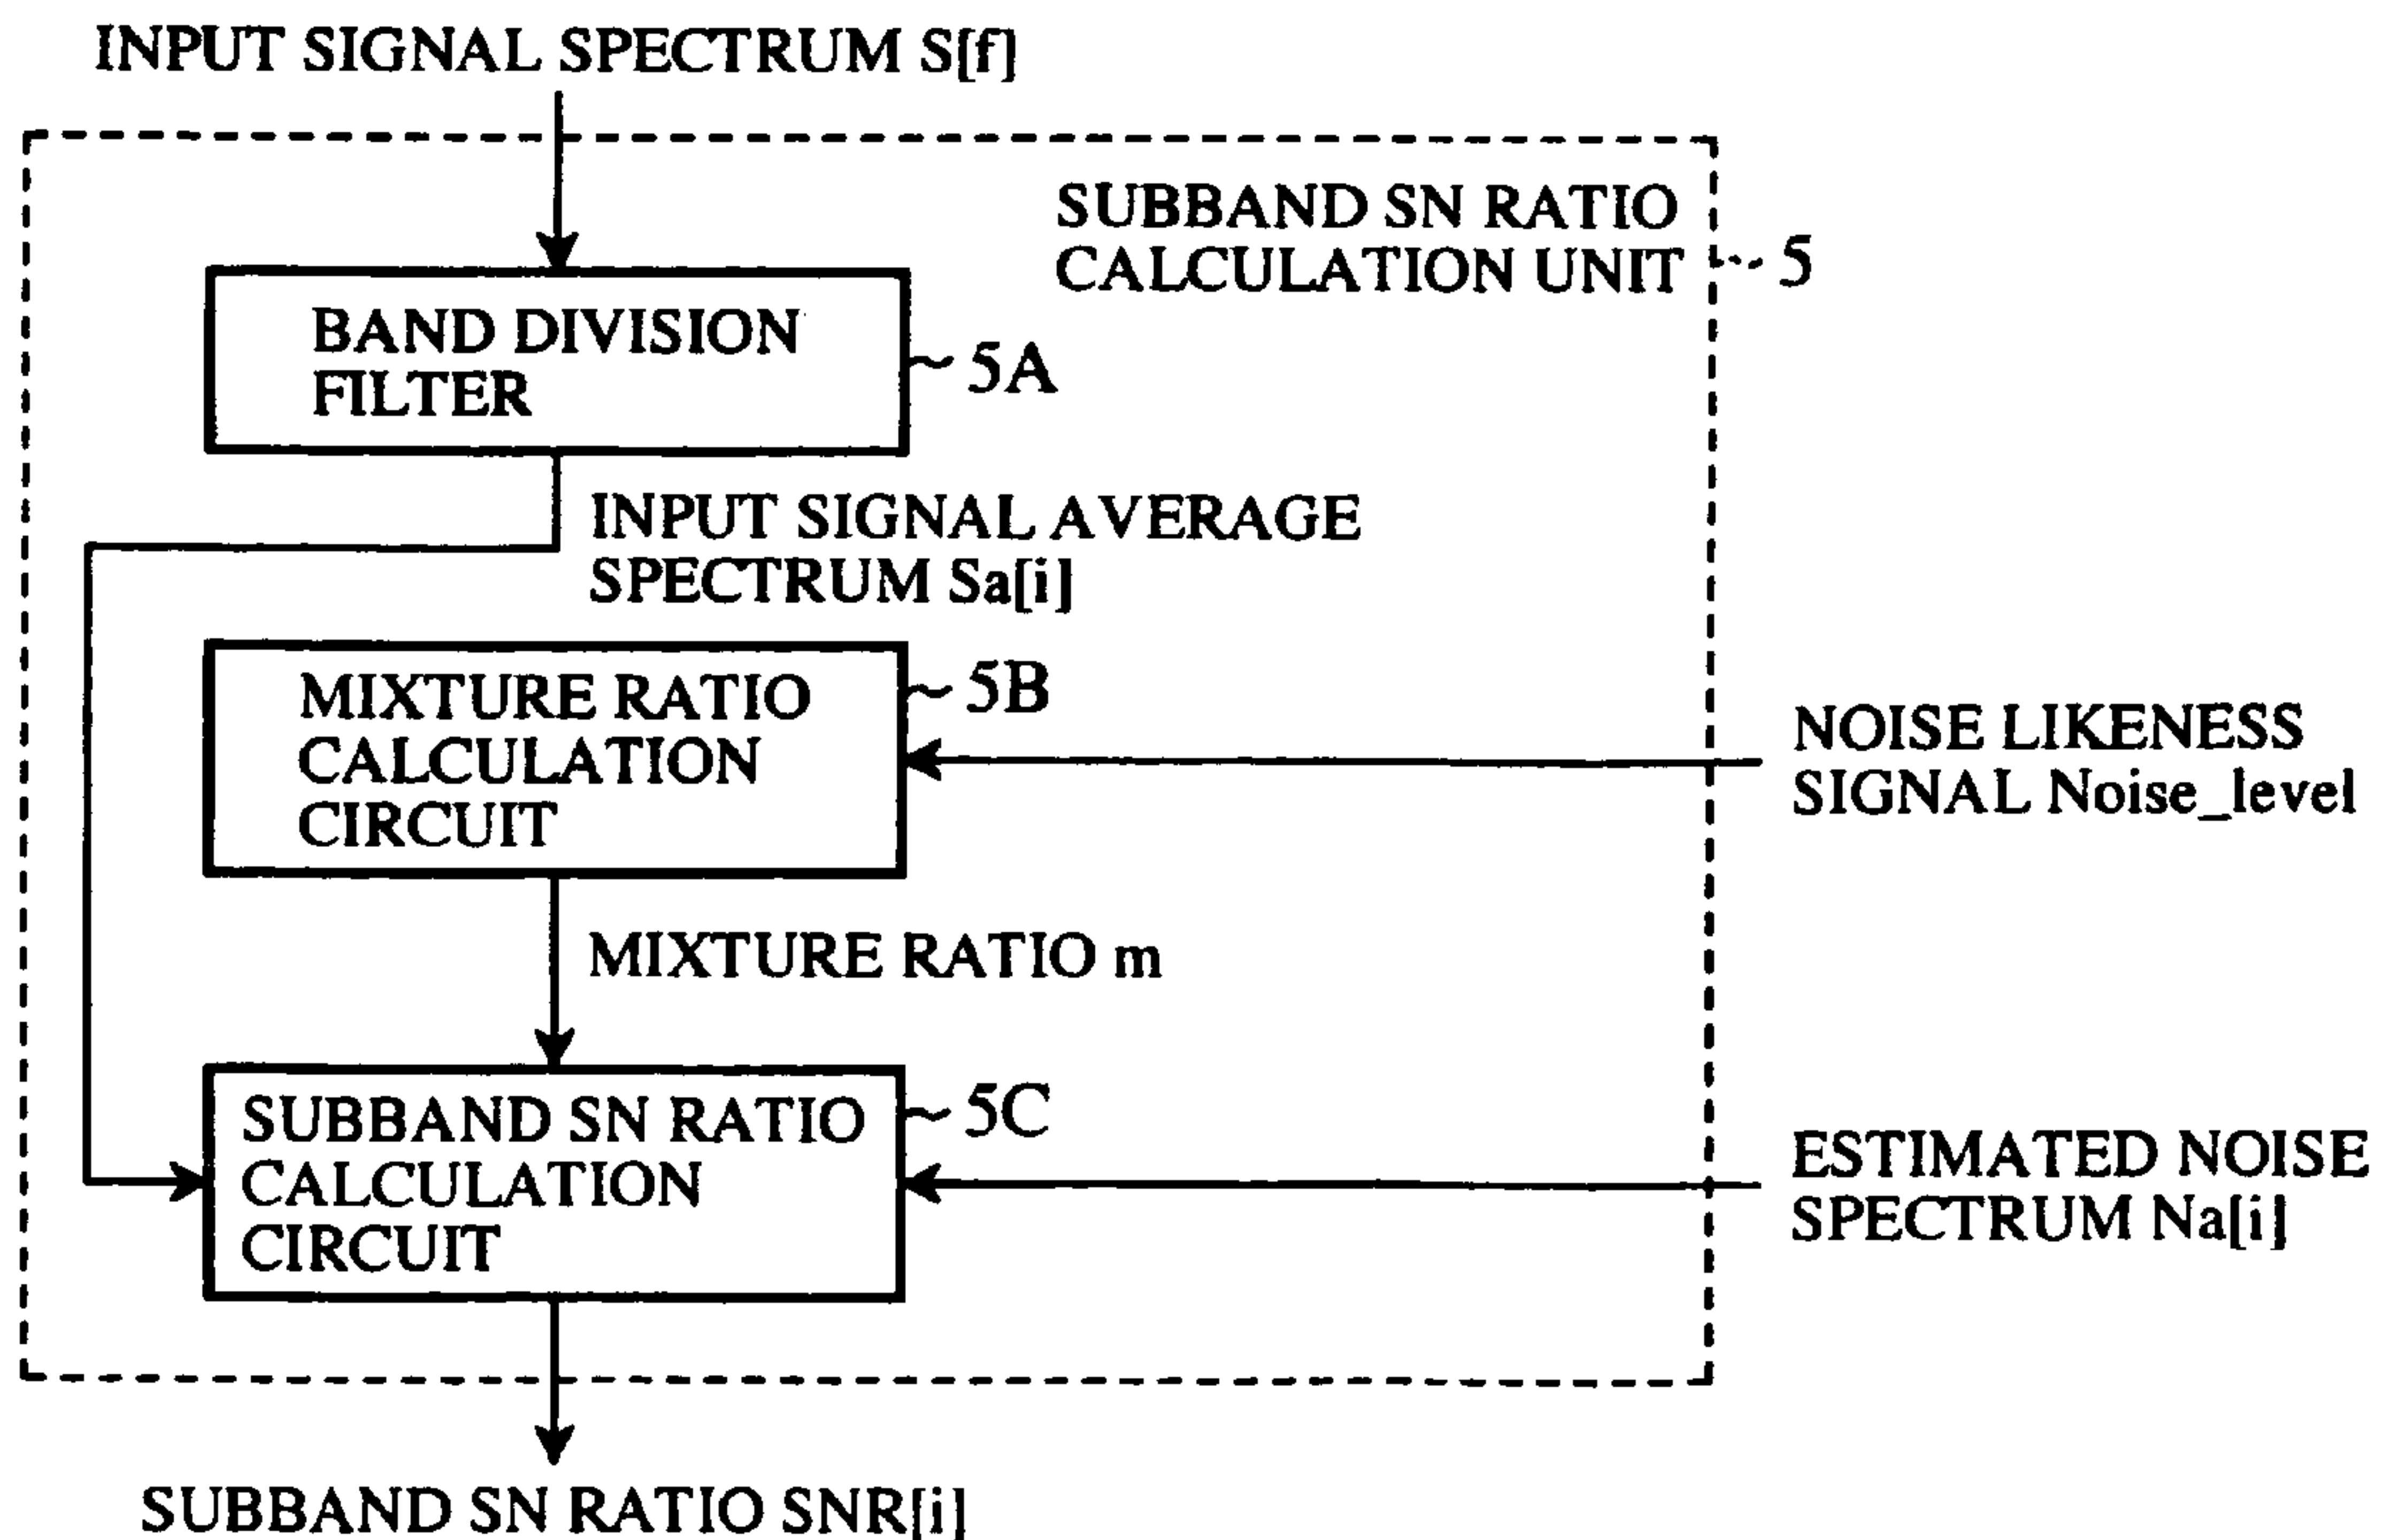 INPUT SIGNAL SPECTRUM S[f]
SUBBAND SN RATIO
CALCULATION UNIT
5
BAND DIVISION
FILTER
5A
INPUT SIGNAL AVERAGE
SPECTRUM Sa[i]
MIXTURE RATIO
CALCULATION
CIRCUIT
5B
NOISE LIKENESS
SIGNAL Noise_level
MIXTURE RATIO m
SUBBAND SN RATIO
CALCULATION
CIRCUIT
5C
ESTIMATED NOISE
SPECTRUM Na[i]
SUBBAND SN RATIO SNR[i]